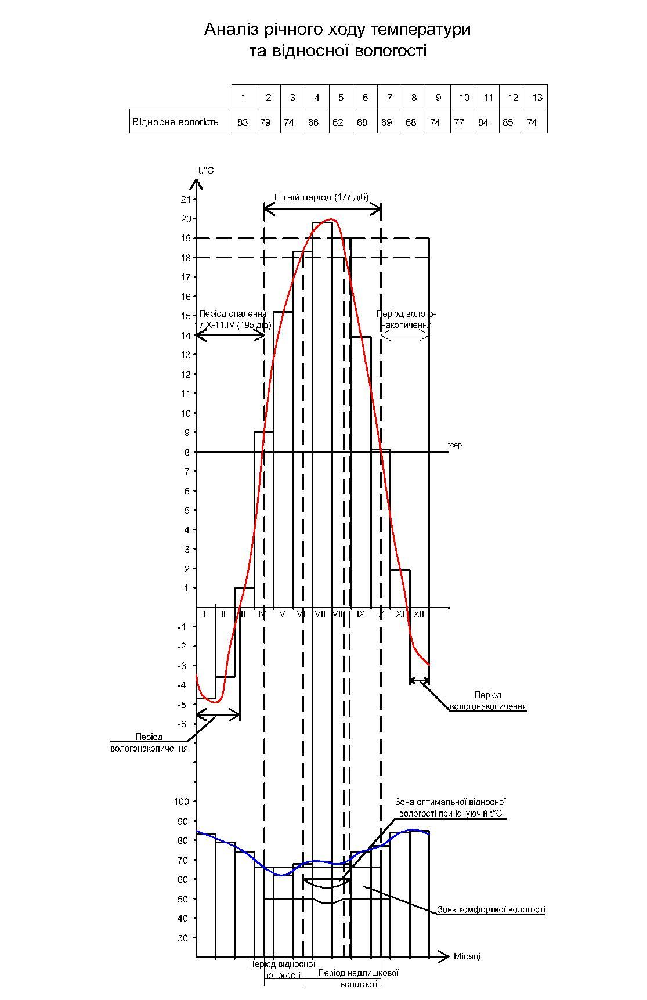 Аналіз річного ходу температури
та відносної вологості
1 2 3 4 5 6 7 8 9 10 11 12 13
Відносна вологість 83 79 74 66 62 68 69 68 74 77 84 85 74
t,°C
Літній період (177 діб)
21
20
19
18
17
16
15
14
13
12
11
10
9
8
7
6
5
4
3
2
1
Період опалення
7.X-11.IV (195 діб)
Період волого-
накопичення
tсер
I II III IV V VI VII VIII IX X XI XII
-1
-2
-3
-4
-5
-6
Період
вологонакопичення
Період
вологонакопичення
100
90
80
70
60
50
40
30
Зона оптимальної відносної
вологості при існуючій t°C
Зона комфортної вологості
Місяці
Період відносної
вологості
Період надлишкової
вологості